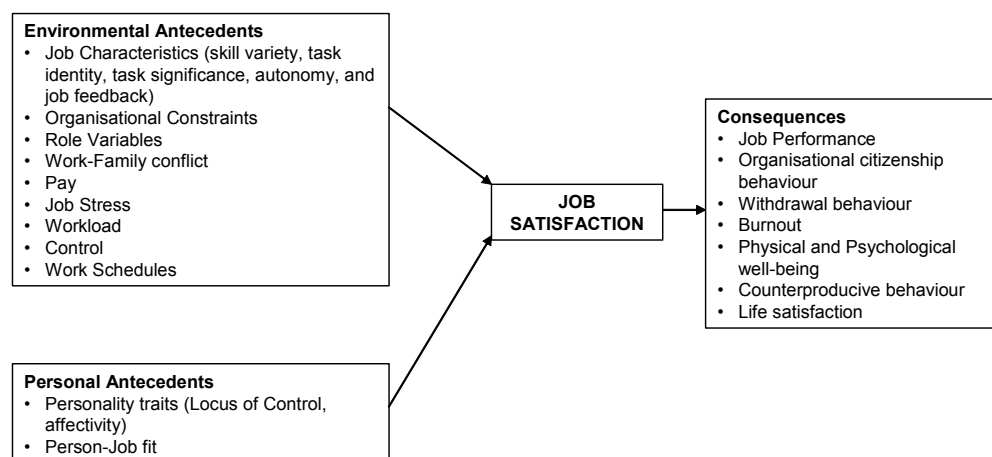 Environmental Antecedents
• Job Characteristics (skill variety, task
identity, task significance, autonomy, and
job feedback)
• Organisational Constraints
• Role Variables
• Work-Family conflict
• Pay
• Job Stress
• Workload
• Control
• Work Schedules
Personal Antecedents
• Personality traits (Locus of Control,
affectivity)
• Person-Job fit
JOB
SATISFACTION
Consequences
• Job Performance
• Organisational citizenship
behaviour
• Withdrawal behaviour
• Burnout
• Physical and Psychological
well-being
• Counterproducive behaviour
• Life satisfaction